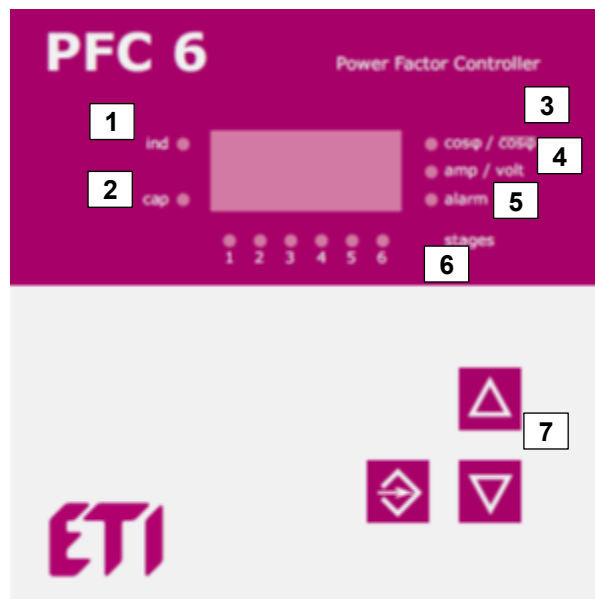 PFC 6
Power Factor Controller
3
1
ind
cosφ / c̅o̅s̅φ̅
4
amp / volt
2
cap
alarm
5
stages
1 2 3 4 5 6
6
7
ETI